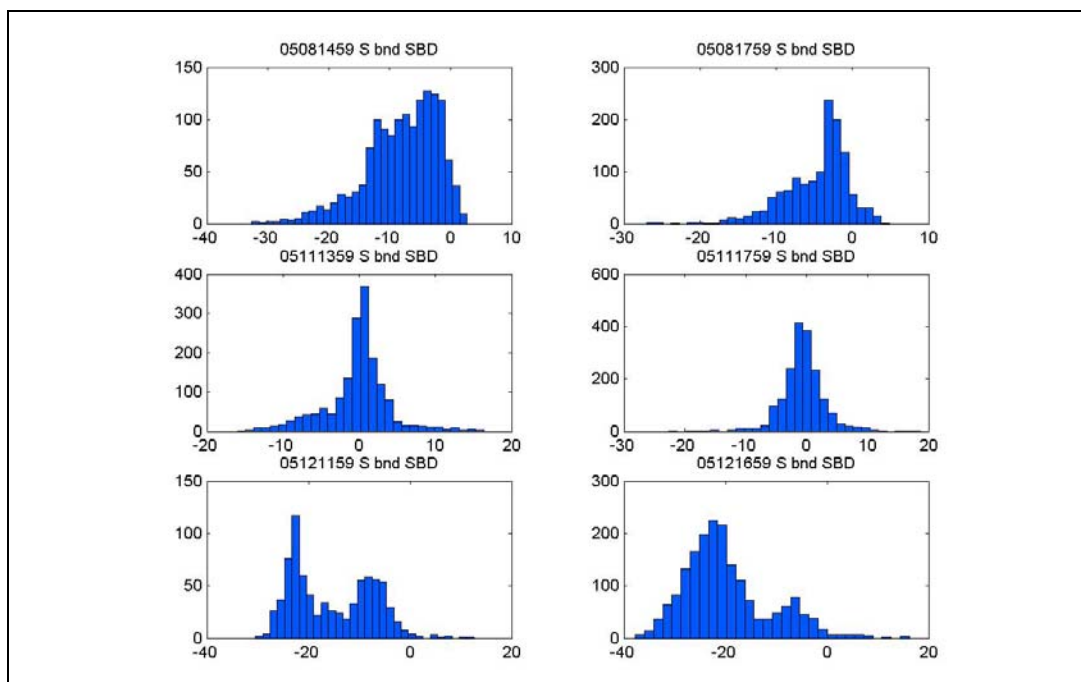 05081459 S bnd SBD
150
100
50
0
-40 -30 -20 -10 0 10
05081759 S bnd SBD
300
200
100
0
-30 -20 -10 0 10
05111359 S bnd SBD
400
300
200
100
0
-20 -10 0 10 20
05111759 S bnd SBD
600
400
200
0
-30 -20 -10 0 10 20
05121159 S bnd SBD
150
100
50
0
-40 -20 0 20
05121659 S bnd SBD
300
200
100
0
-40 -20 0 20